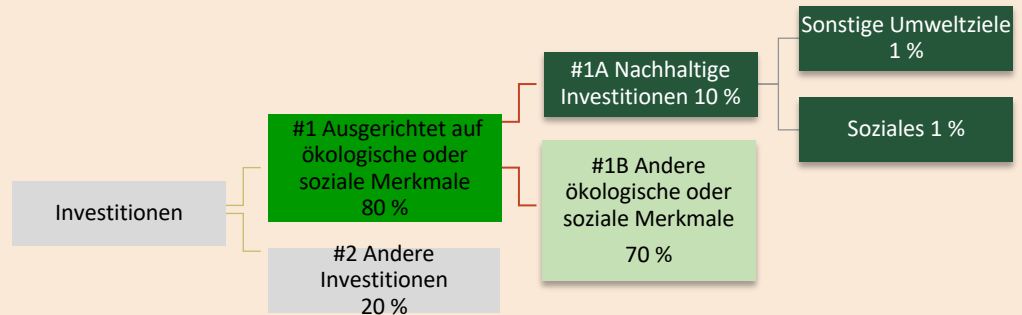 Investitionen
#1 Ausgerichtet auf
ökologische oder
soziale Merkmale
80 %
#2 Andere
Investitionen
20 %
#1A Nachhaltige
Investitionen 10 %
#1B Andere
ökologische oder
soziale Merkmale
70 %
Sonstige Umweltziele
1 %
Soziales 1 %